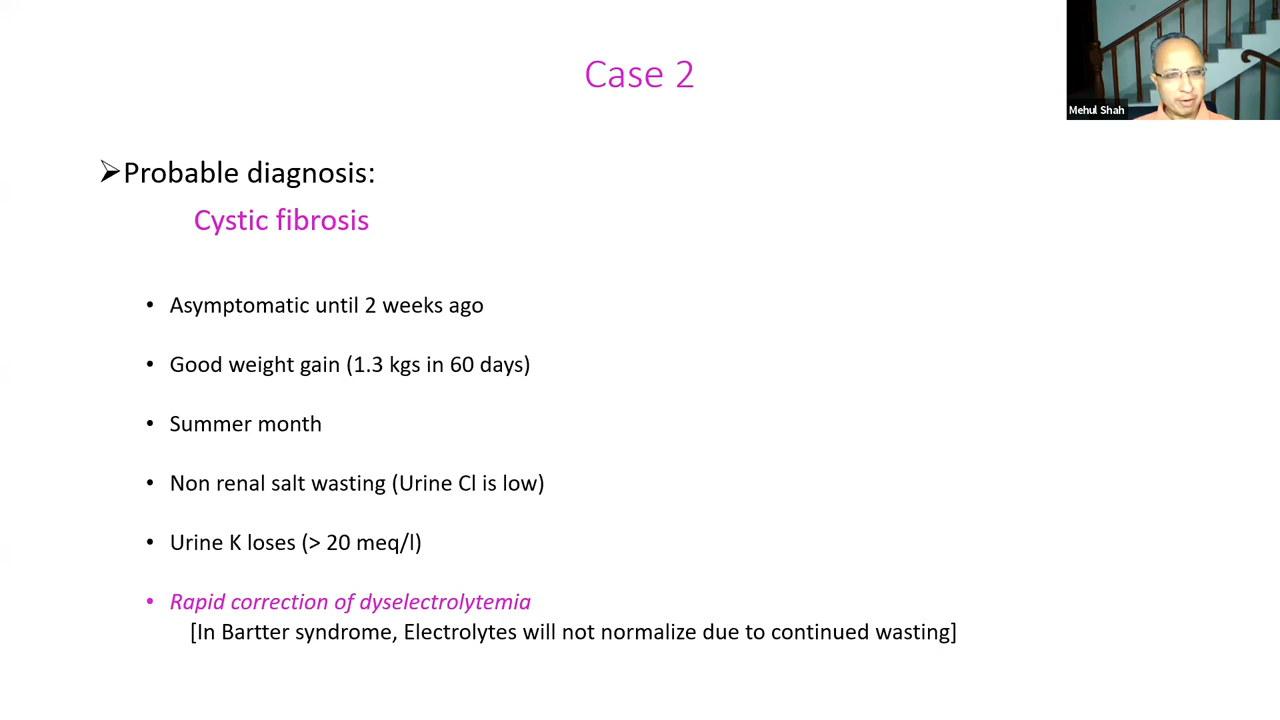 Case 2
Mehul Shah
➢Probable diagnosis:
Cystic fibrosis
• Asymptomatic until 2 weeks ago
• Good weight gain (1.3 kgs in 60 days)
• Summer month
• Non renal salt wasting (Urine Cl is low)
• Urine K loses (> 20 meq/l)
• Rapid correction of dyselectrolytemia
[In Bartter syndrome, Electrolytes will not normalize due to continued wasting]